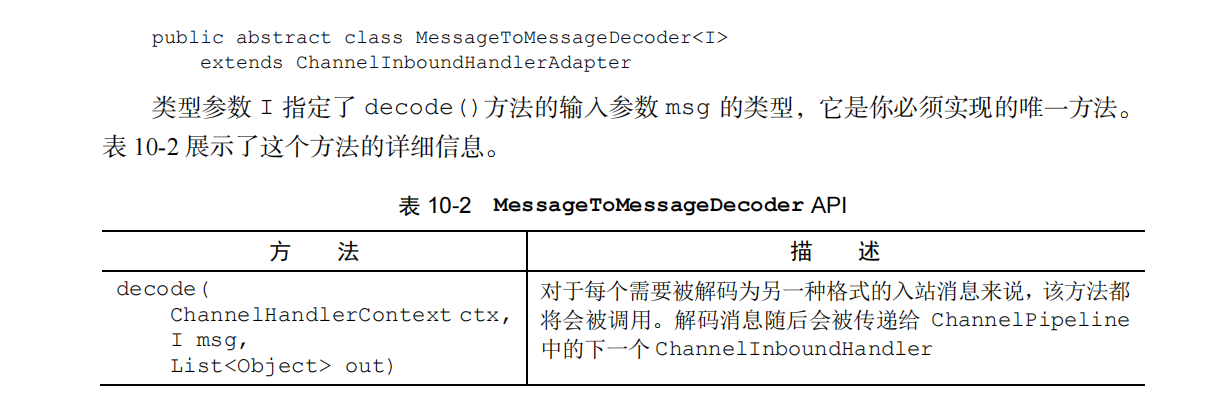 public abstract class MessageToMessageDecoder<I>
extends ChannelInboundHandlerAdapter
类型参数 I 指定了 decode()方法的输入参数 msg 的类型，它是你必须实现的唯一方法。
表 10-2 展示了这个方法的详细信息。
表 10-2 MessageToMessageDecoder API
方 法
描 述
decode(
ChannelHandlerContext ctx,
I msg,
List<Object> out)
对于每个需要被解码为另一种格式的入站消息来说，该方法都
将会被调用。解码消息随后会被传递给 ChannelPipeline
中的下一个 ChannelInboundHandler